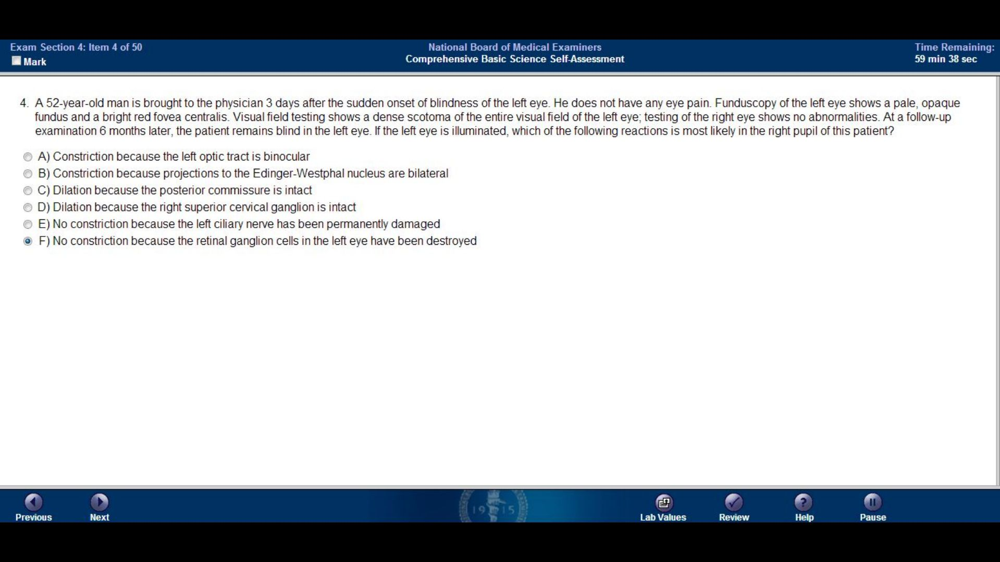 Exam Section 4: Item 4 of 50
National Board of Medical Examiners
Time Remaining:
Mark
Comprehensive Basic Science Self-Assessment
59 min 38 sec
4. A 52-year-old man is brought to the physician 3 days after the sudden onset of blindness of the left eye. He does not have any eye pain. Funduscopy of the left eye shows a pale, opaque
fundus and a bright red fovea centralis. Visual field testing shows a dense scotoma of the entire visual field of the left eye; testing of the right eye shows no abnormalities. At a follow-up
examination 6 months later, the patient remains blind in the left eye. If the left eye is illuminated, which of the following reactions is most likely in the right pupil of this patient?
A) Constriction because the left optic tract is binocular
B) Constriction because projections to the Edinger-Westphal nucleus are bilateral
C) Dilation because the posterior commissure is intact
D) Dilation because the right superior cervical ganglion is intact
E) No constriction because the left ciliary nerve has been permanently damaged
F) No constriction because the retinal ganglion cells in the left eye have been destroyed
1915
Previous
Next
Lab Values
Review
Help
Pause